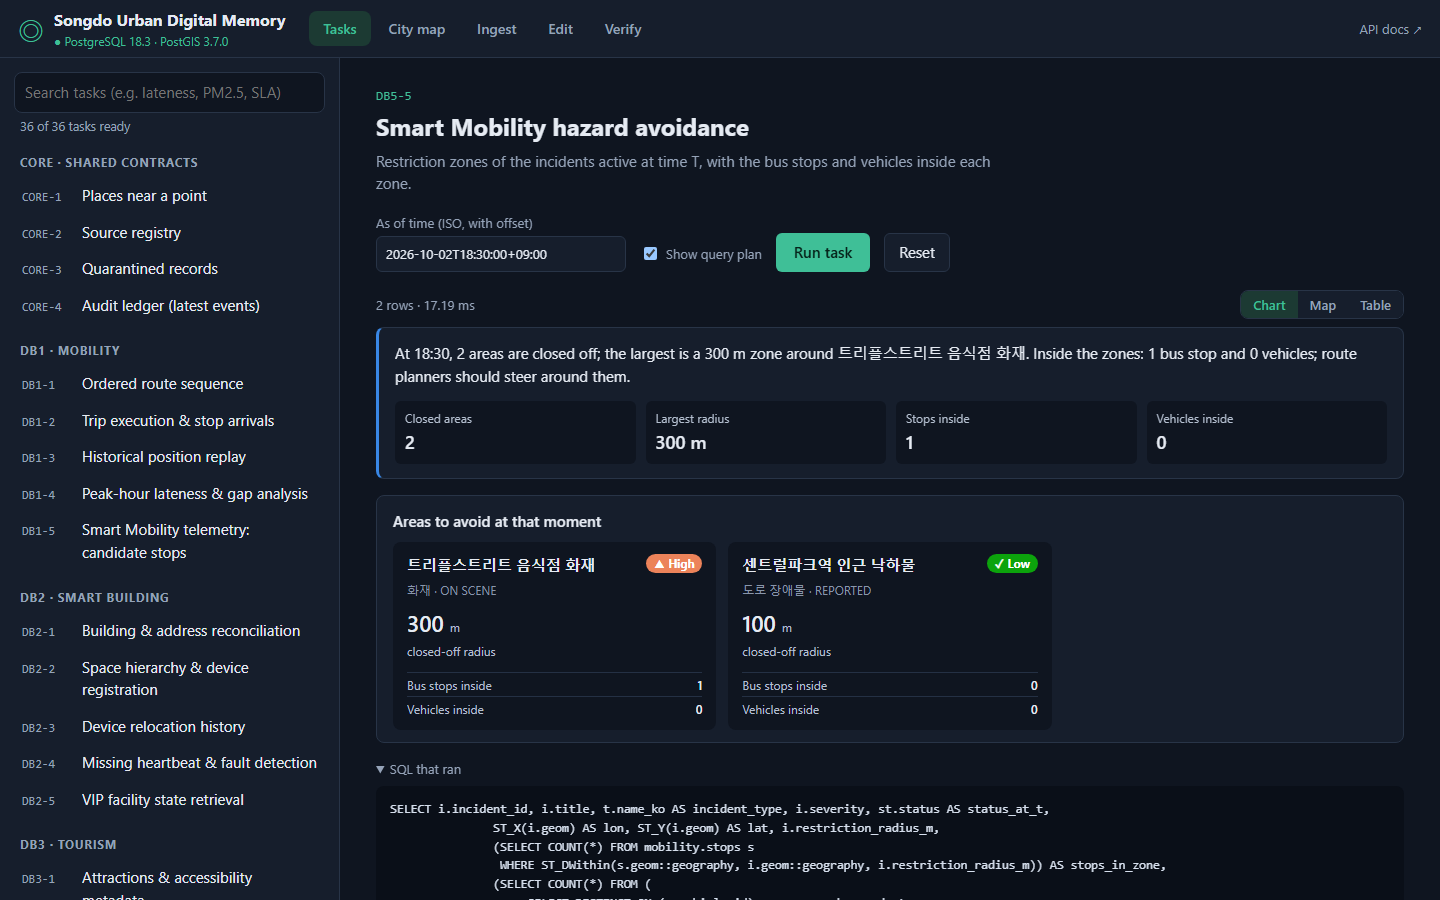 Songdo Urban Digital Memory
● PostgreSQL 18.3 · PostGIS 3.7.0
Tasks
City map
Ingest
Edit
Verify
API docs ↗
Search tasks (e.g. lateness, PM2.5, SLA)
36 of 36 tasks ready
CORE · SHARED CONTRACTS
CORE-1 Places near a point
CORE-2 Source registry
CORE-3 Quarantined records
CORE-4 Audit ledger (latest events)
DB1 · MOBILITY
DB1-1 Ordered route sequence
DB1-2 Trip execution & stop arrivals
DB1-3 Historical position replay
DB1-4 Peak-hour lateness & gap analysis
DB1-5 Smart Mobility telemetry:
candidate stops
DB2 · SMART BUILDING
DB2-1 Building & address reconciliation
DB2-2 Space hierarchy & device
registration
DB2-3 Device relocation history
DB2-4 Missing heartbeat & fault detection
DB2-5 VIP facility state retrieval
DB3 · TOURISM
DB3-1 Attractions & accessibility
DB5-5
Smart Mobility hazard avoidance
Restriction zones of the incidents active at time T, with the bus stops and vehicles inside each
zone.
As of time (ISO, with offset)
2026-10-02T18:30:00+09:00
Show query plan
Run task
Reset
2 rows · 17.19 ms
Chart
Map
Table
At 18:30, 2 areas are closed off; the largest is a 300 m zone around 트리플스트리트 음식점 화재. Inside the zones: 1 bus stop and 0 vehicles; route
planners should steer around them.
Closed areas
2
Largest radius
300 m
Stops inside
1
Vehicles inside
0
Areas to avoid at that moment
트리플스트리트 음식점 화재
▲ High
화재 · ON SCENE
300 m
closed-off radius
Bus stops inside 1
Vehicles inside 0
센트럴파크역 인근 낙하물
✓ Low
도로 장애물 · REPORTED
100 m
closed-off radius
Bus stops inside 0
Vehicles inside 0
▼ SQL that ran
SELECT i.incident_id, i.title, t.name_ko AS incident_type, i.severity, st.status AS status_at_t,
ST_X(i.geom) AS lon, ST_Y(i.geom) AS lat, i.restriction_radius_m,
(SELECT COUNT(*) FROM mobility.stops s
WHERE ST_DWithin(s.geom::geography, i.geom::geography, i.restriction_radius_m)) AS stops_in_zone,
(SELECT COUNT(*) FROM (